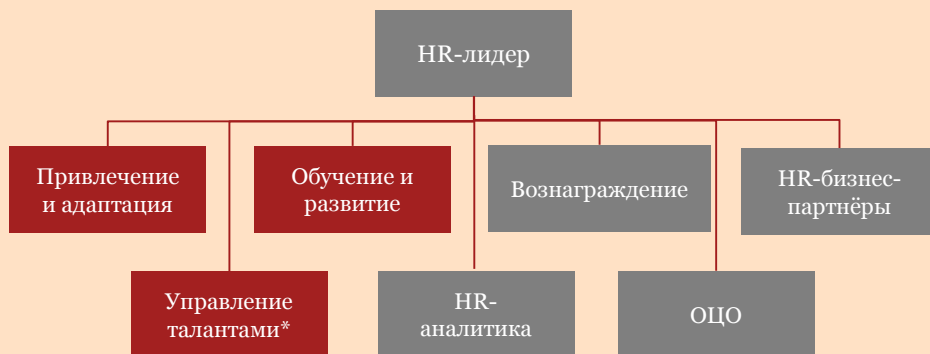 HR-лидер
Привлечение
и адаптация
Обучение и
развитие
Вознаграждение
HR-бизнес-
партнёры
Управление
талантами*
HR-
аналитика
ОЦО